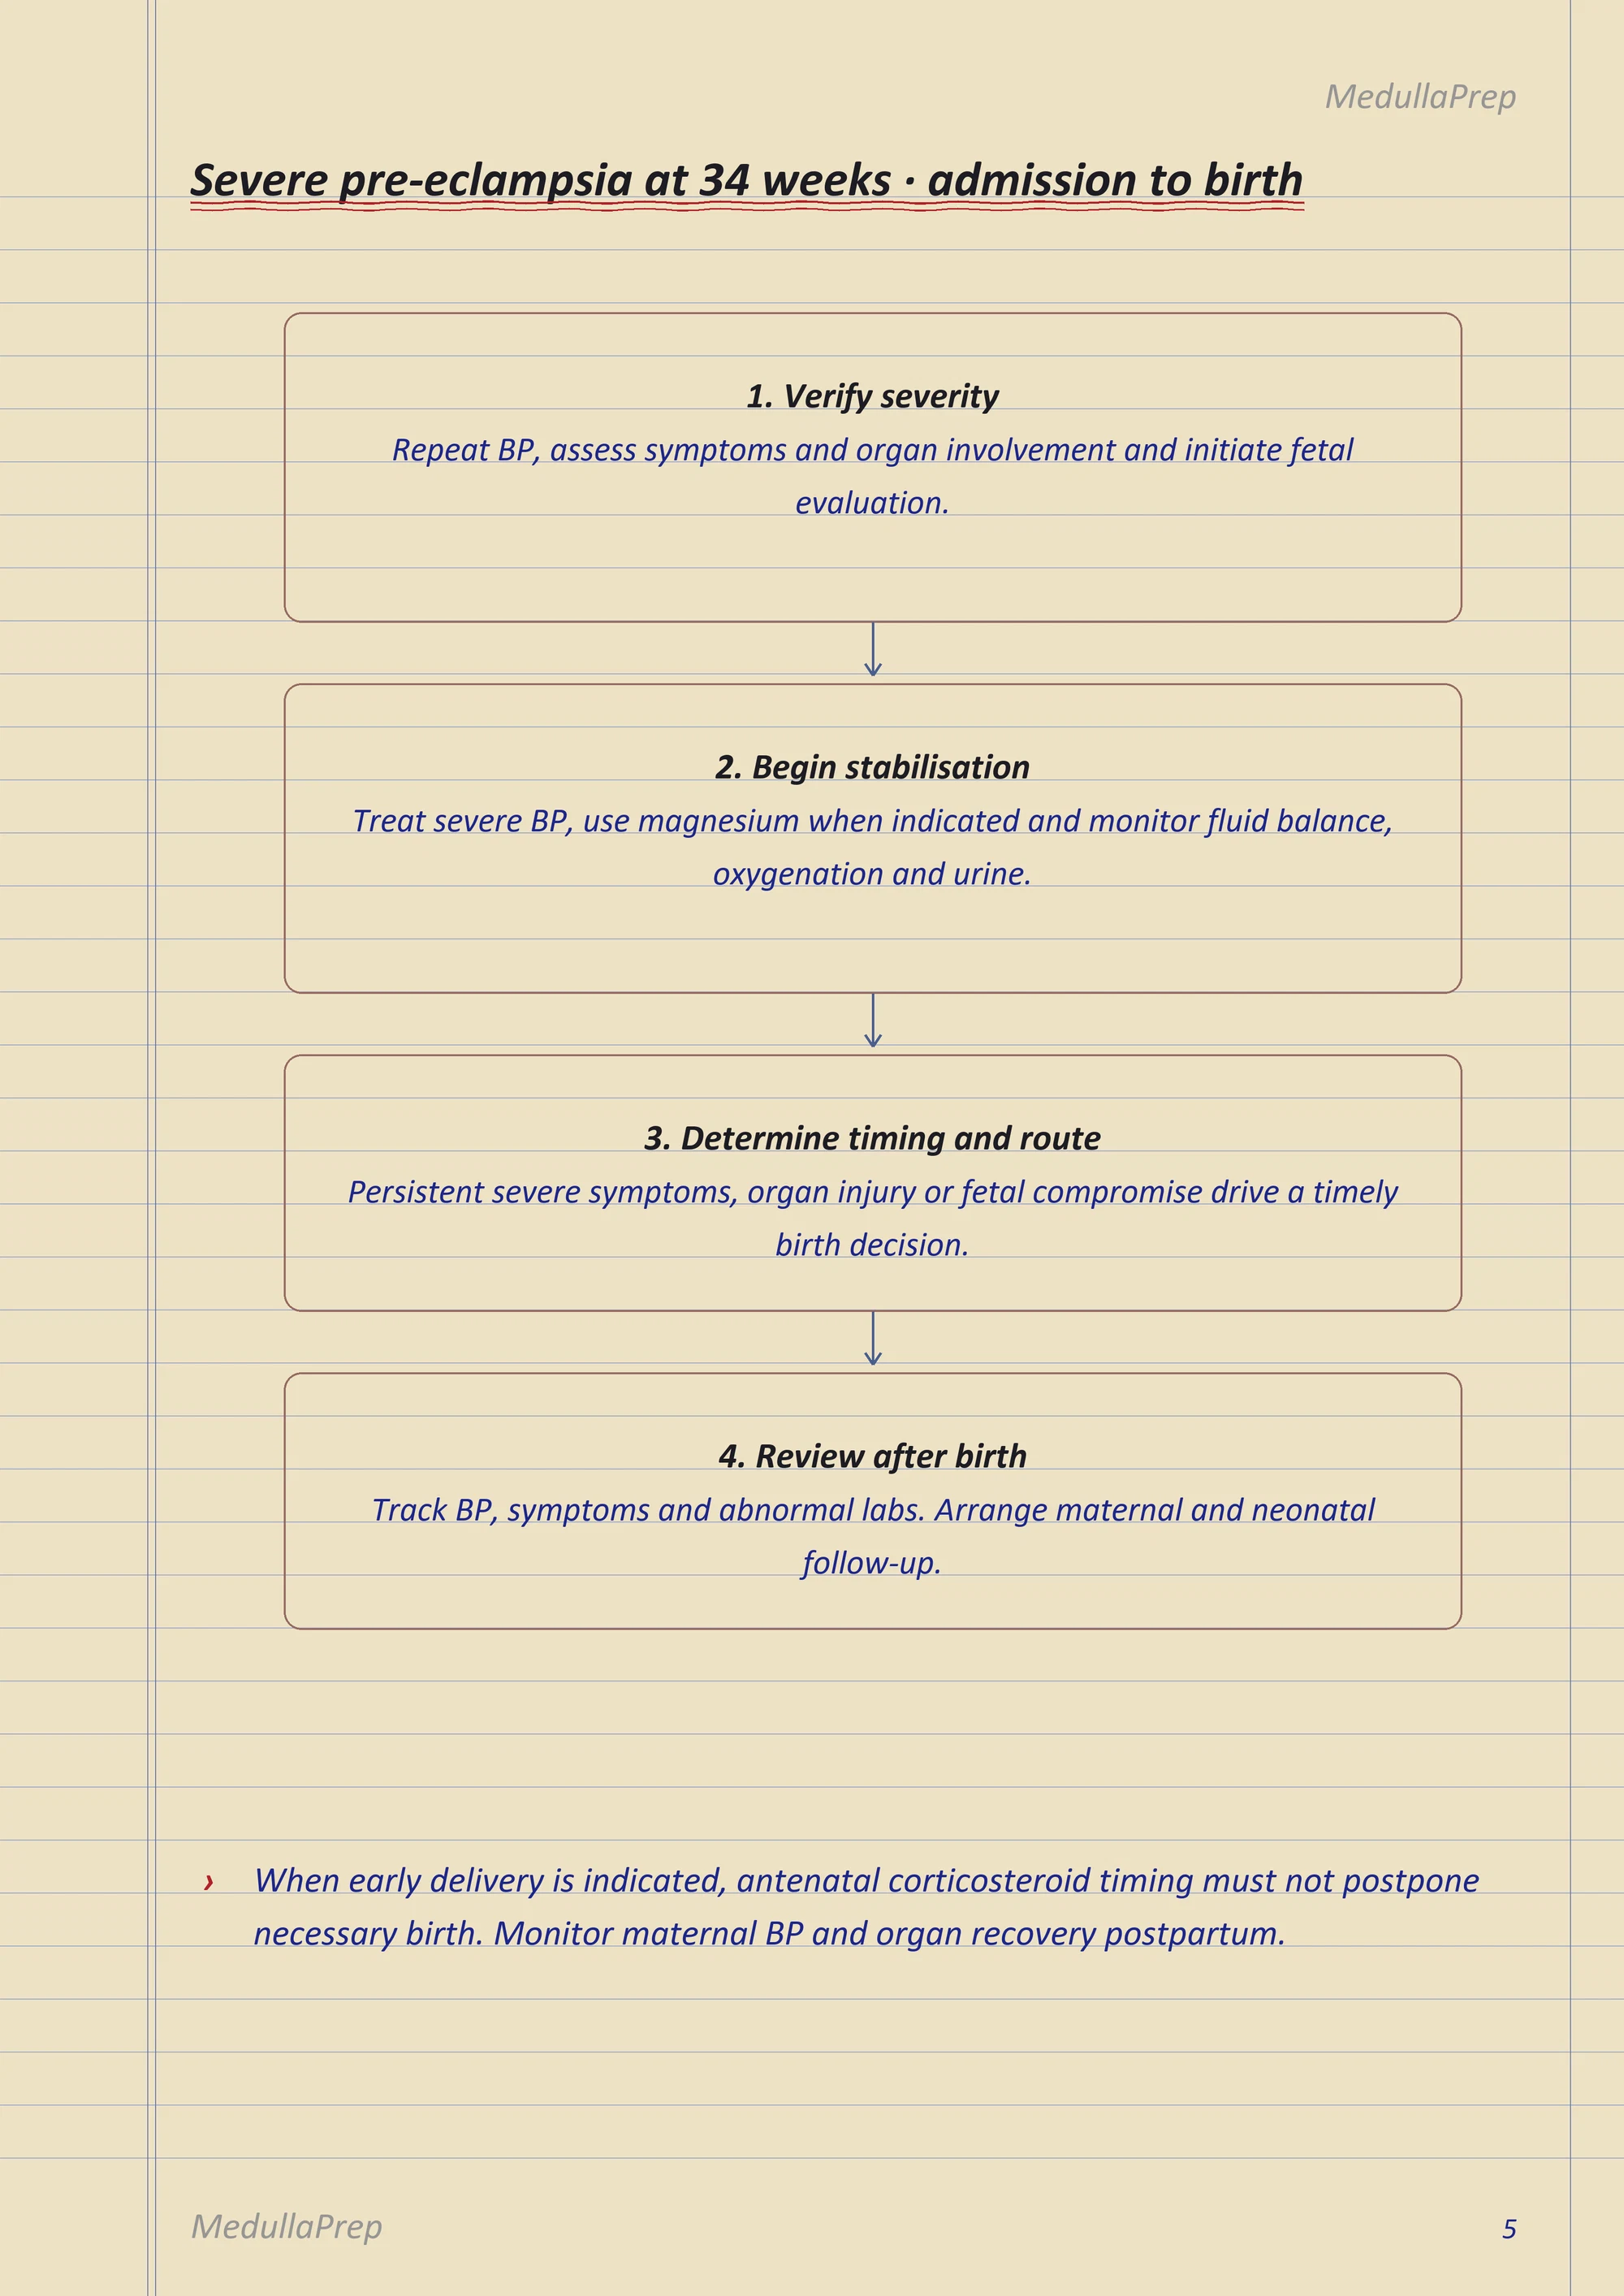 MedullaPrep
Severe pre-eclampsia at 34 weeks · admission to birth
1. Verify severity
Repeat BP, assess symptoms and organ involvement and initiate fetal
evaluation.
2. Begin stabilisation
Treat severe BP, use magnesium when indicated and monitor fluid balance,
oxygenation and urine.
3. Determine timing and route
Persistent severe symptoms, organ injury or fetal compromise drive a timely
birth decision.
4. Review after birth
Track BP, symptoms and abnormal labs. Arrange maternal and neonatal
follow-up.
› When early delivery is indicated, antenatal corticosteroid timing must not postpone
necessary birth. Monitor maternal BP and organ recovery postpartum.
MedullaPrep
5